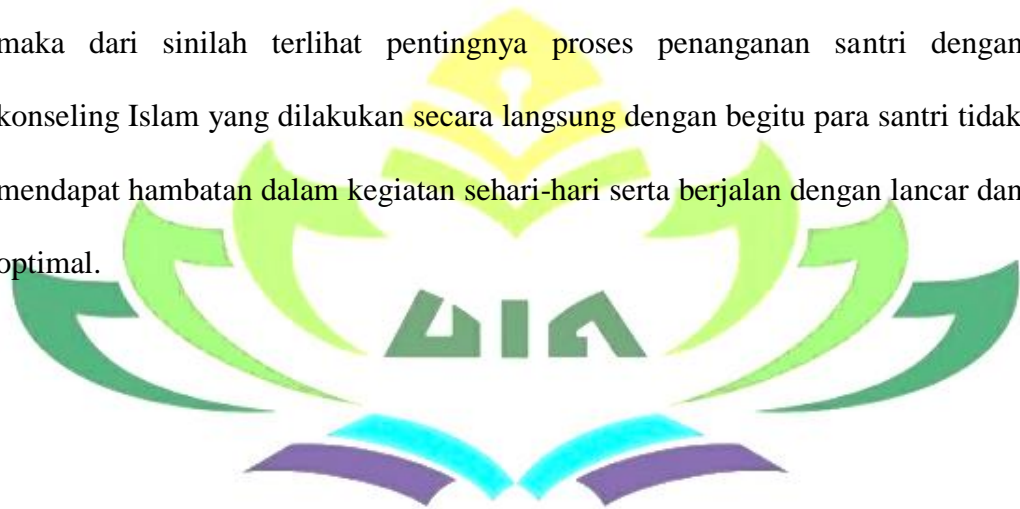 maka dari sinilah terlihat pentingnya proses penanganan santri dengan
konseling Islam yang dilakukan secara langsung dengan begitu para santri tidak
mendapat hambatan dalam kegiatan sehari-hari serta berjalan dengan lancar dan
optimal.
UIN